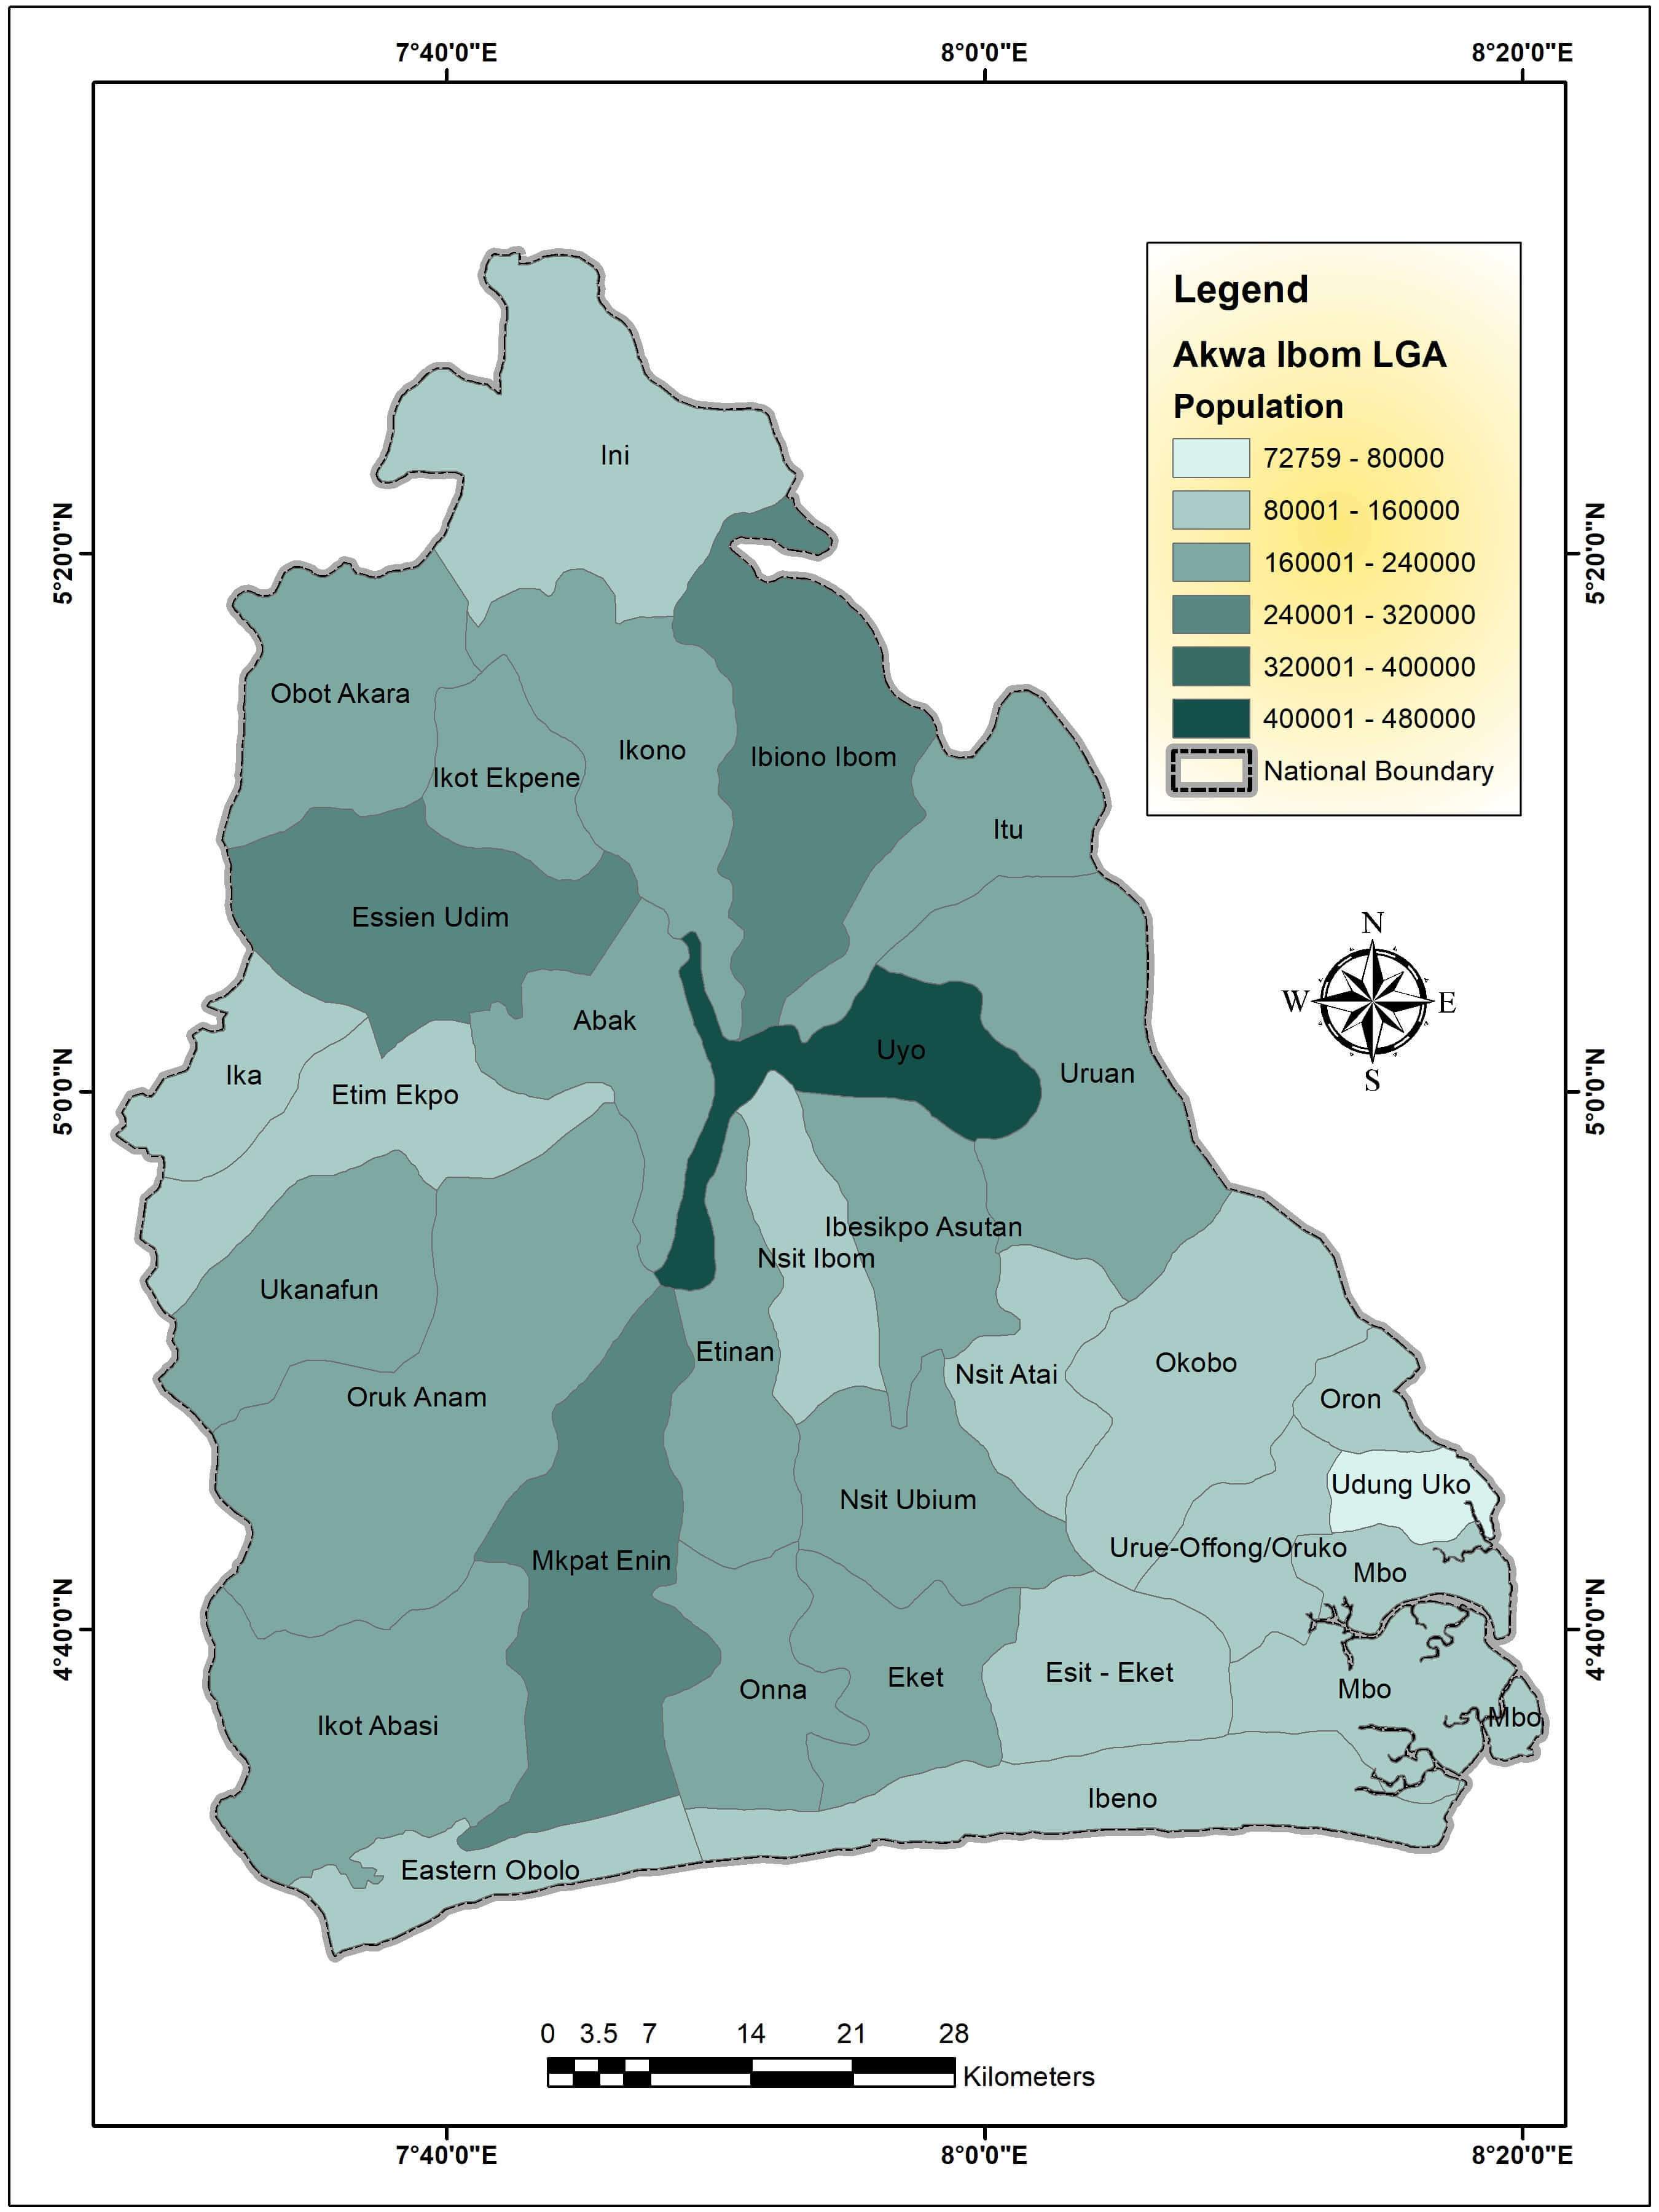 7°40'0"E
8°0'0"E
8°20'0"E
Legend
Akwa Ibom LGA
Population
72759 - 80000
80001 - 160000
160001 - 240000
240001 - 320000
320001 - 400000
400001 - 480000
National Boundary
5°20'0"N
5°20'0"N
Ini
Obot Akara
Ikot Ekpene
Ikono
Ibiono Ibom
Itu
Essien Udim
N
W
E
S
Abak
Uyo
Uruan
Ika
Etim Ekpo
5°0'0"N
5°0'0"N
Ibesikpo Asutan
Nsit Ibom
Ukanafun
Etinan
Nsit Atai
Okobo
Oruk Anam
Oron
Udung Uko
Nsit Ubium
Urue-Offong/Oruko
Mkpat Enin
Mbo
4°40'0"N
4°40'0"N
Esit - Eket
Eket
Onna
Mbo
Mbo
Ikot Abasi
Ibeno
Eastern Obolo
0 3.5 7 14 21 28
Kilometers
7°40'0"E
8°0'0"E
8°20'0"E